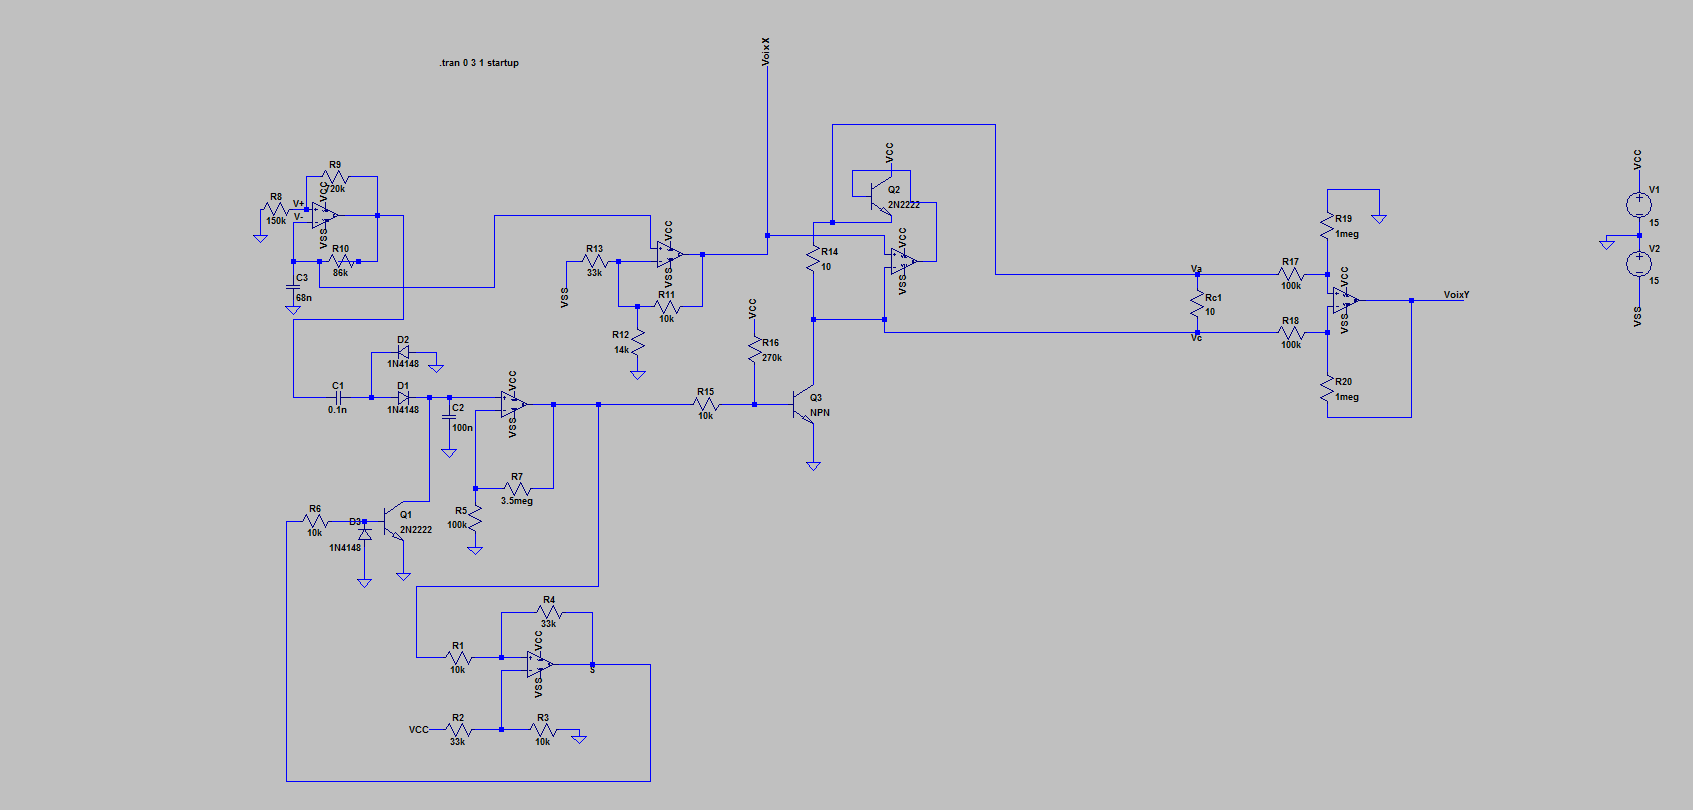 .tran 0 3 1 startup
VoixX
R9
720k
VCC
R8
150k
V+
V-
VSS
R10
86k
C3
68n
R13
33k
VSS
VCC
VSS
R11
10k
R12
14k
VCC
Q2
2N2222
VCC
VSS
R14
10
VCC
R16
270k
Va
Rc1
10
Vc
R17
100k
R18
100k
R19
1meg
VCC
VSS
R20
1meg
VoixY
VCC
V1
15
V2
15
VSS
D2
1N4148
C1
0.1n
D1
1N4148
C2
100n
VCC
VSS
R15
10k
Q3
NPN
R7
3.5meg
R5
100k
R6
10k
D3
1N4148
Q1
2N2222
R4
33k
R1
10k
VCC
VSS
S
VCC
R2
33k
R3
10k